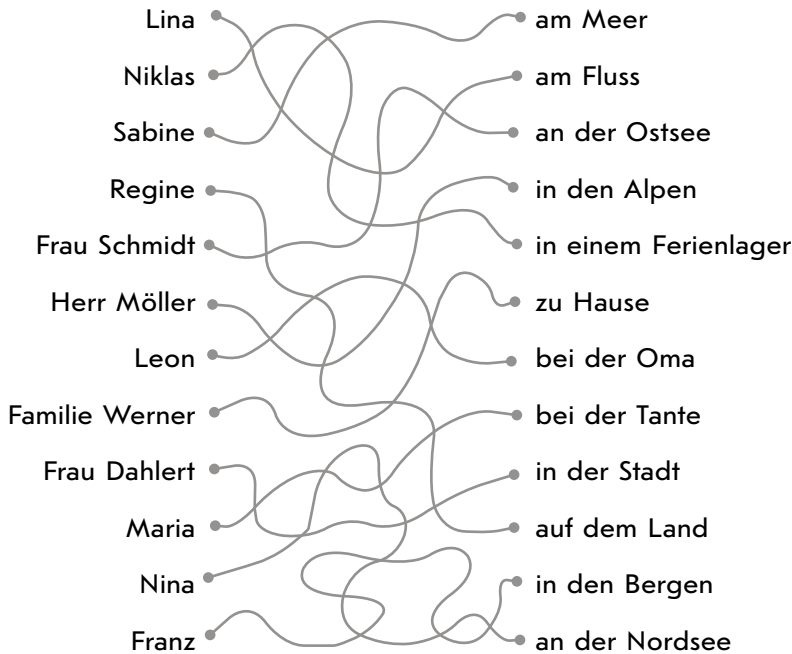 Lina am Meer
Niklas am Fluss
Sabine an der Ostsee
Regine in den Alpen
Frau Schmidt in einem Ferienlager
Herr Möller zu Hause
Leon bei der Oma
Familie Werner bei der Tante
Frau Dahlert in der Stadt
Maria auf dem Land
Nina in den Bergen
Franz an der Nordsee